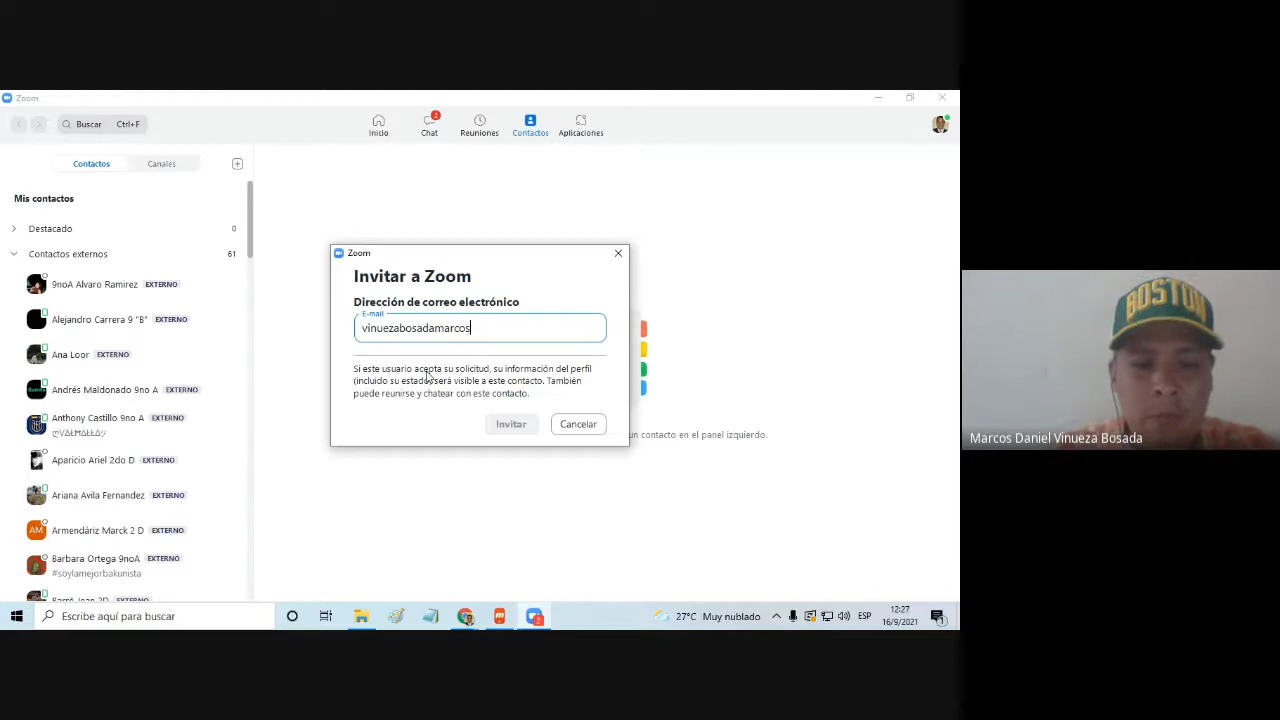 Zoom
Buscar Ctrl+F
Inicio
2
Chat
Reuniones
Contactos
Aplicaciones
Contactos
Canales
Mis contactos
Destacado 0
Contactos externos 61
9noA Alvaro Ramirez EXTERNO
Alejandro Carrera 9 "B" EXTERNO
Ana Loor EXTERNO
Andrés Maldonado 9no A EXTERNO
Anthony Castillo 9no A EXTERNO
Aparicio Ariel 2do D EXTERNO
Ariana Avila Fernandez EXTERNO
AM Armendáriz Marck 2 D EXTERNO
Barbara Ortega 9noA EXTERNO
#soylamejorbakunista
Zoom
Invitar a Zoom
Dirección de correo electrónico
E-mail
vinuezabosadamarcos
Si este usuario acepta su solicitud, su información del perfil
(incluido su estado) será visible a este contacto. También
puede reunirse y chatear con este contacto.
Invitar
Cancelar
un contacto en el panel izquierdo.
Marcos Daniel Vinueza Bosada
Escribe aquí para buscar
2
27°C Muy nublado
ESP
12:27
16/9/2021
1